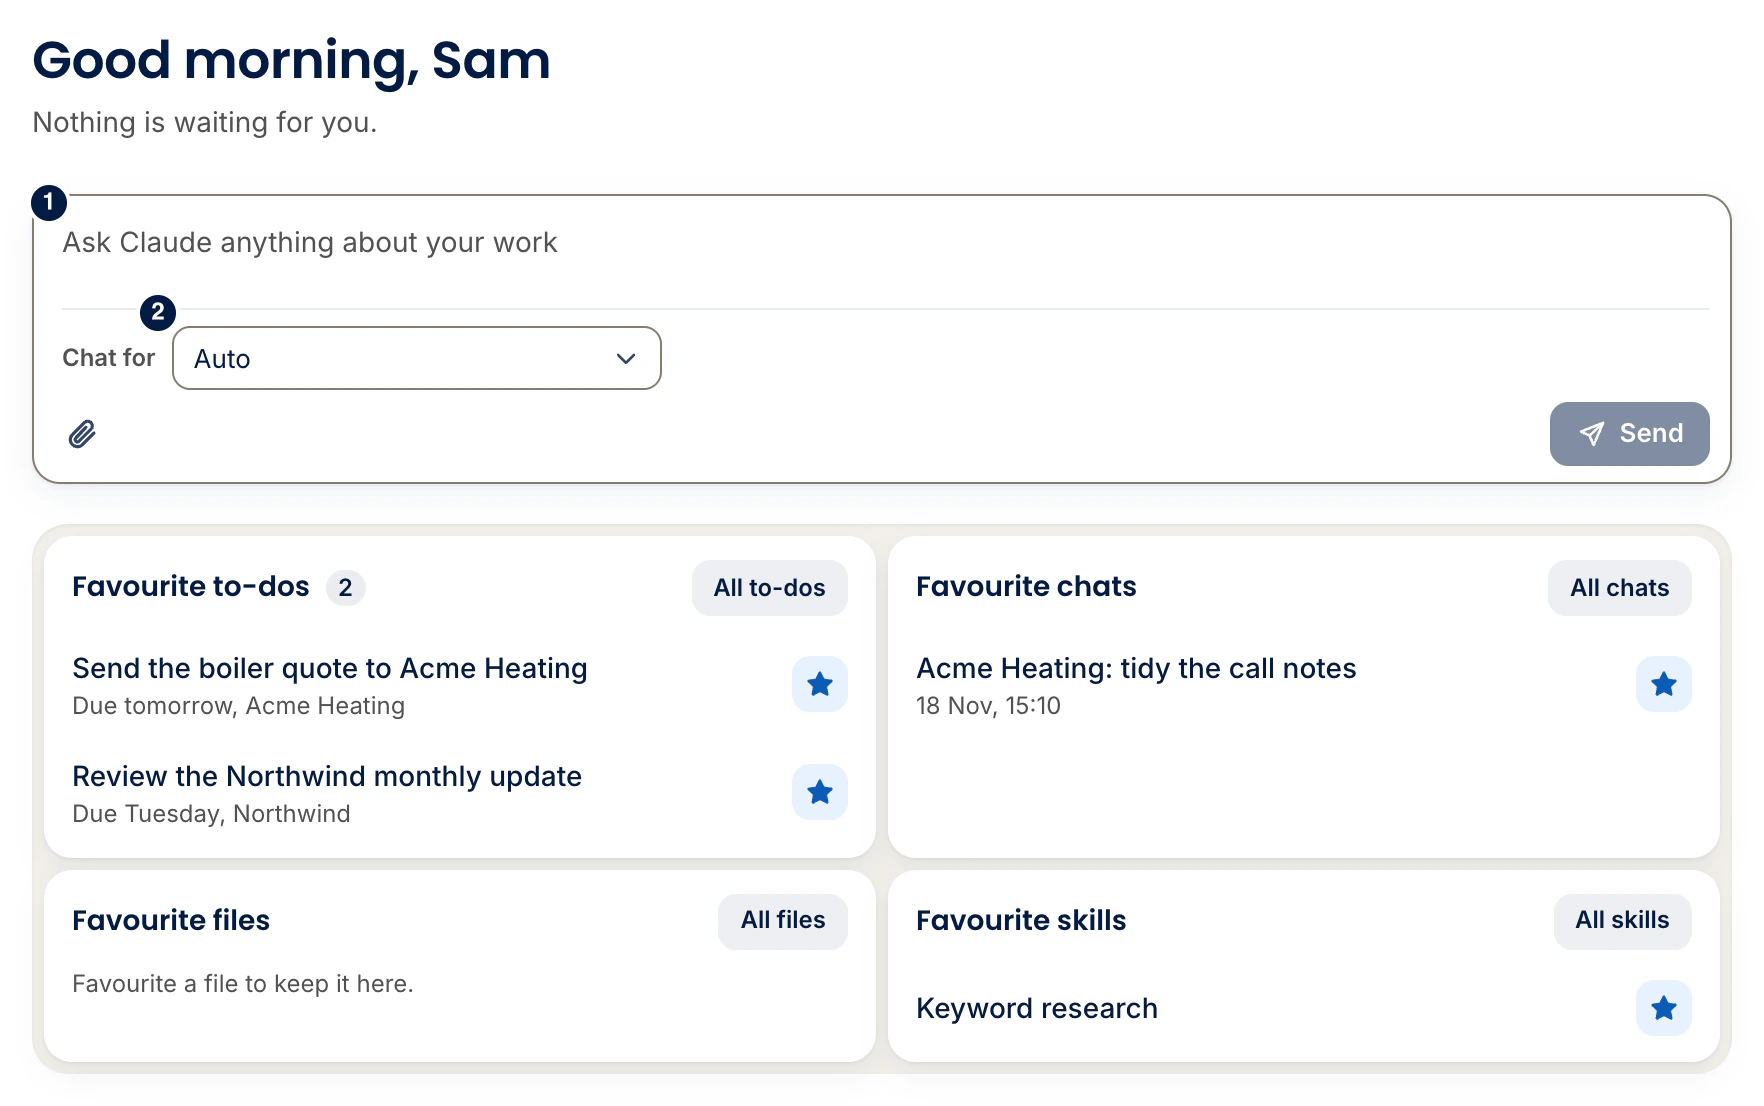 Good morning, Sam
Nothing is waiting for you.
1
Ask Claude anything about your work
2
Chat for
Auto
Send
Favourite to-dos 2
All to-dos
Send the boiler quote to Acme Heating
Due tomorrow, Acme Heating
Review the Northwind monthly update
Due Tuesday, Northwind
Favourite chats
All chats
Acme Heating: tidy the call notes
18 Nov, 15:10
Favourite files
All files
Favourite a file to keep it here.
Favourite skills
All skills
Keyword research